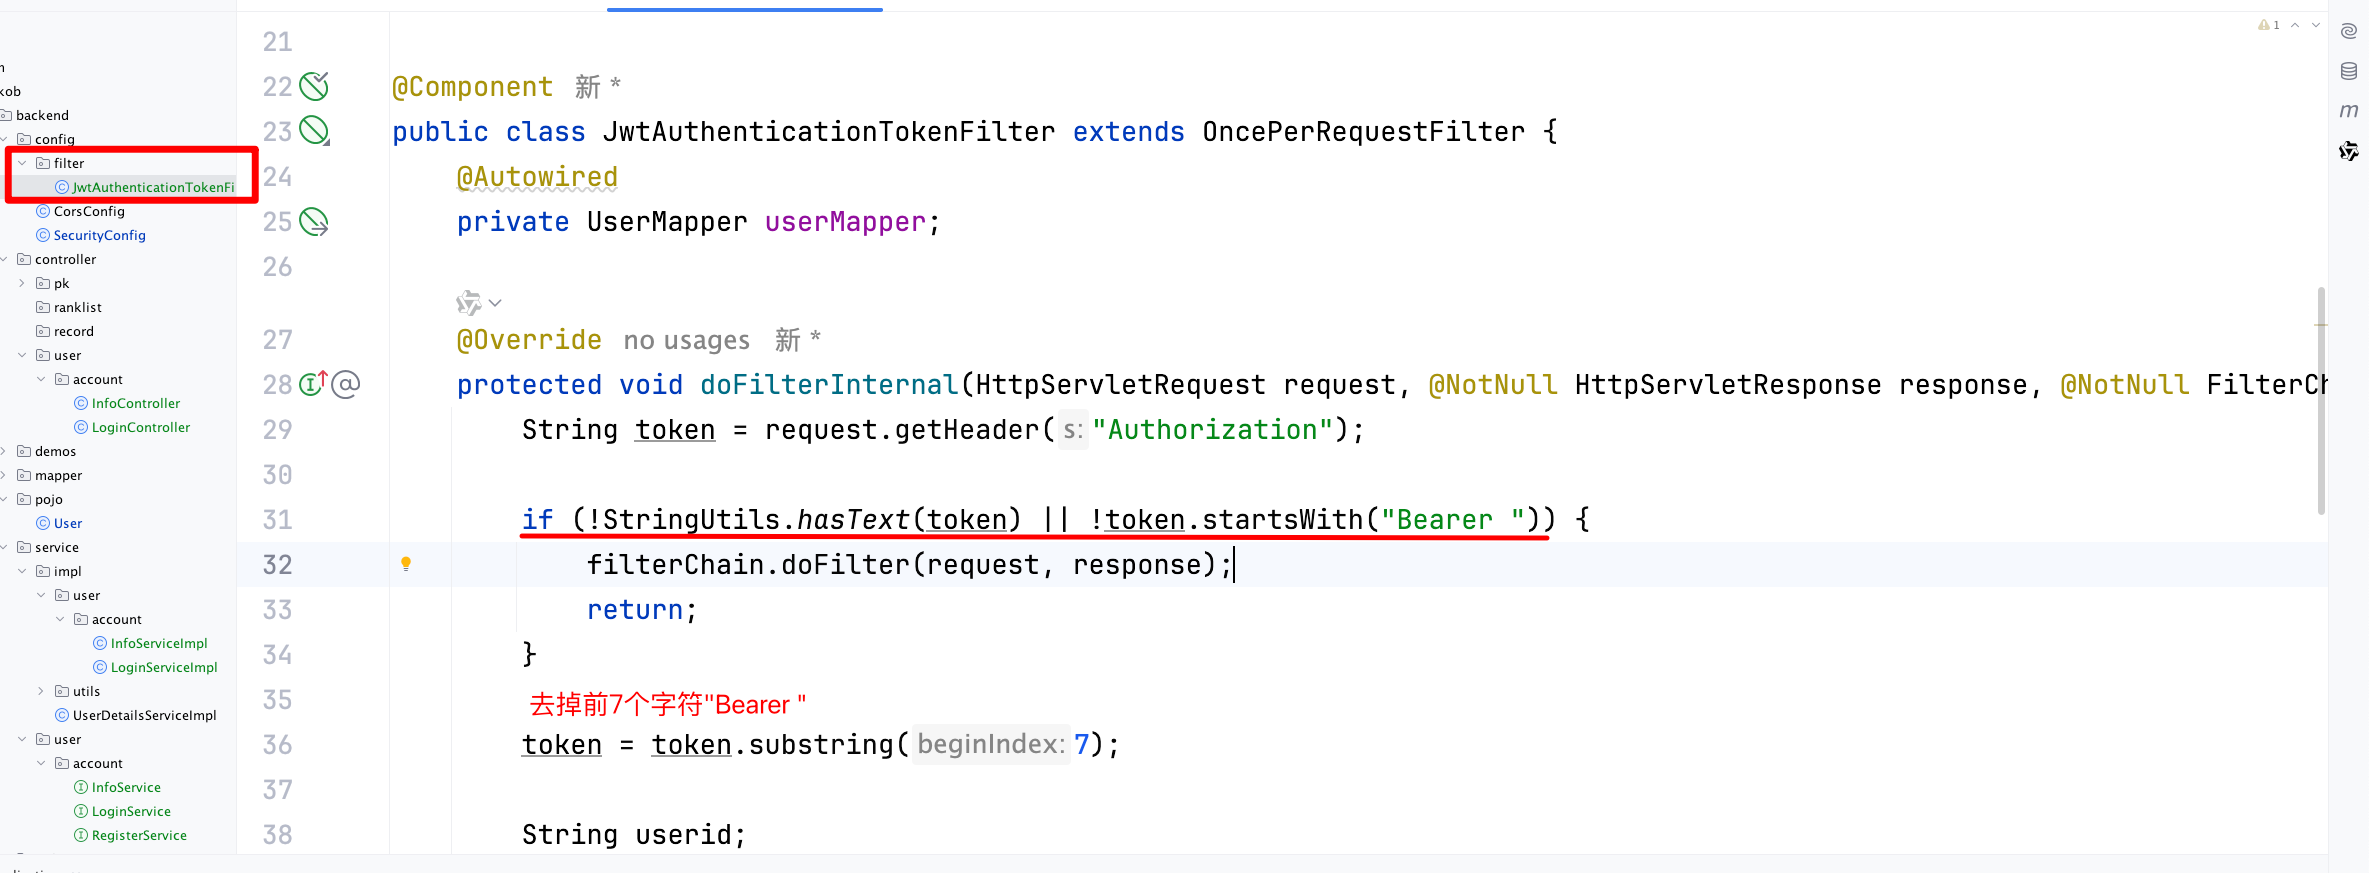 kob
backend
config
filter
JwtAuthenticationTokenFi
CorsConfig
SecurityConfig
controller
pk
ranklist
record
user
account
InfoController
LoginController
demos
mapper
pojo
User
service
impl
user
account
InfoServiceImpl
LoginServiceImpl
utils
UserDetailsServiceImpl
user
account
InfoService
LoginService
RegisterService
1
21
22 @Component 新 *
23 public class JwtAuthenticationTokenFilter extends OncePerRequestFilter {
24 @Autowired
25 private UserMapper userMapper;
26
27 @Override no usages 新 *
28 protected void doFilterInternal(HttpServletRequest request, @NotNull HttpServletResponse response, @NotNull FilterCh
29 String token = request.getHeader( s: "Authorization");
30
31 if (!StringUtils.hasText(token) || !token.startsWith("Bearer ")) {
32 filterChain.doFilter(request, response);
33 return;
34 }
35 去掉前7个字符"Bearer "
36 token = token.substring( beginIndex: 7);
37
38 String userid;
m